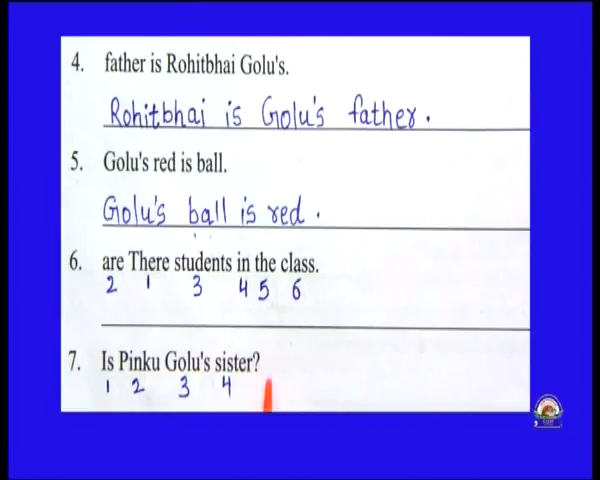 4. father is Rohitbhai Golu's.
Rohitbhai is Golu's father.
5. Golu's red is ball.
Golu's ball is red.
6. are There students in the class.
2 1 3 4 5 6
7. Is Pinku Golu's sister?
1 2 3 4